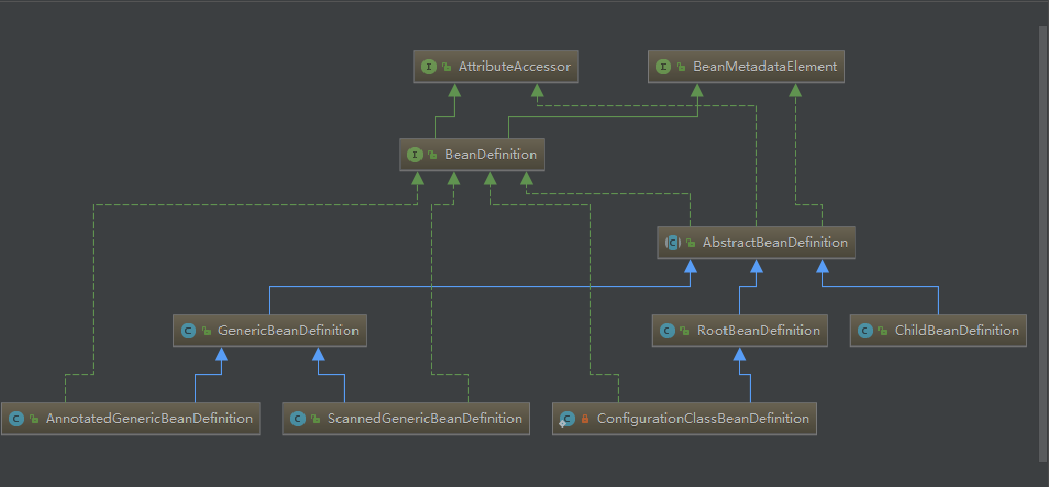 AttributeAccessor
BeanMetadataElement
BeanDefinition
AbstractBeanDefinition
GenericBeanDefinition
RootBeanDefinition
ChildBeanDefinition
AnnotatedGenericBeanDefinition
ScannedGenericBeanDefinition
ConfigurationClassBeanDefinition